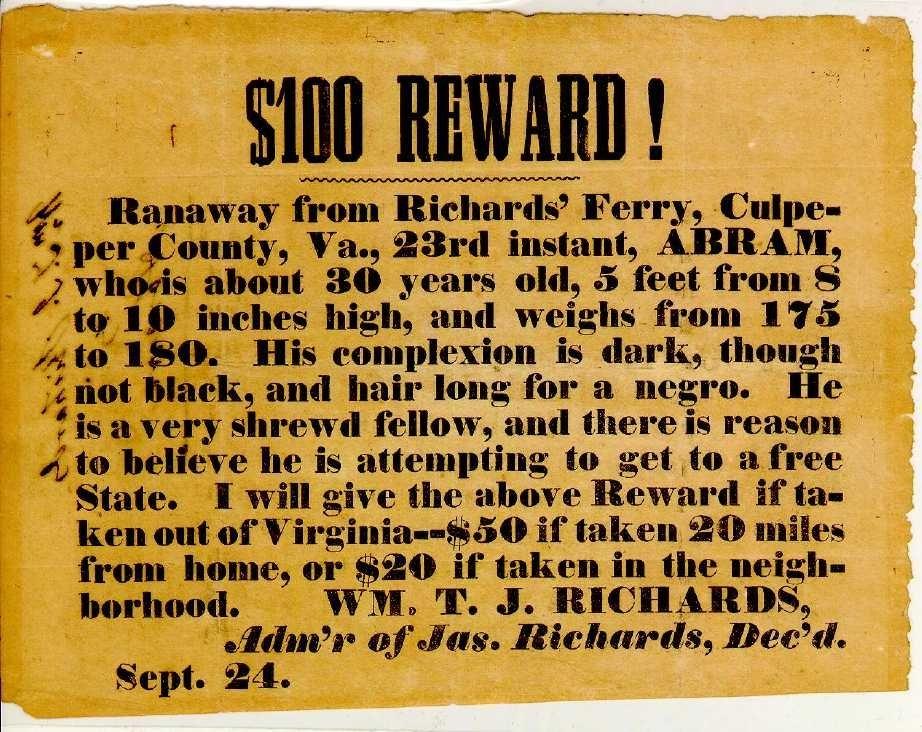 $100 REWARD!
Ranaway from Richards' Ferry, Culpe-
per County, Va., 23rd instant, ABRAM,
who is about 30 years old, 5 feet from 8
to 10 inches high, and weighs from 175
to 180. His complexion is dark, though
not black, and hair long for a negro. He
is a very shrewd fellow, and there is reason
to believe he is attempting to get to a free
State. I will give the above Reward if ta-
ken out of Virginia--$50 if taken 20 miles
from home, or $20 if taken in the neigh-
borhood. WM. T. J. RICHARDS,
Adm'r of Jas. Richards, Dec'd.
Sept. 24.